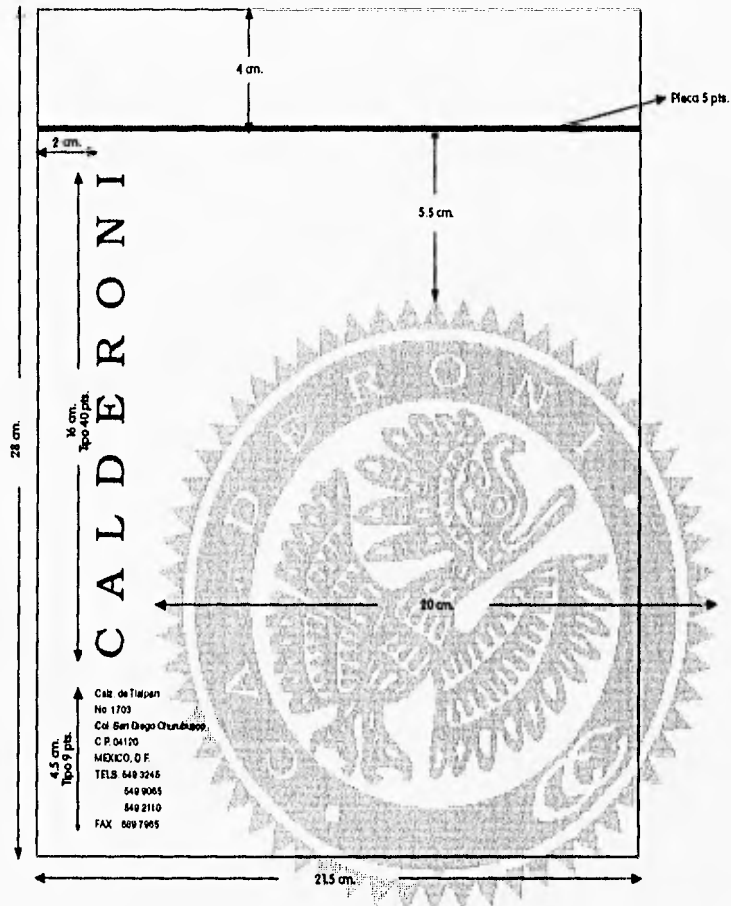 4 cm.
Pleca 5 pts.
2 cm.
5.5 cm.
CALDERONI
16 cm.
Tipo 40 pts.
28 cm.
CALDERONI
20 cm.
4.5 cm.
Tipo 9 pts.
Calz. de Tlalpan
No 1703
Col. San Diego Churubusco
C P. 04120
MEXICO, D F.
TELS 549 3245
549 9065
549 2110
FAX 689 7965
21.5 cm.